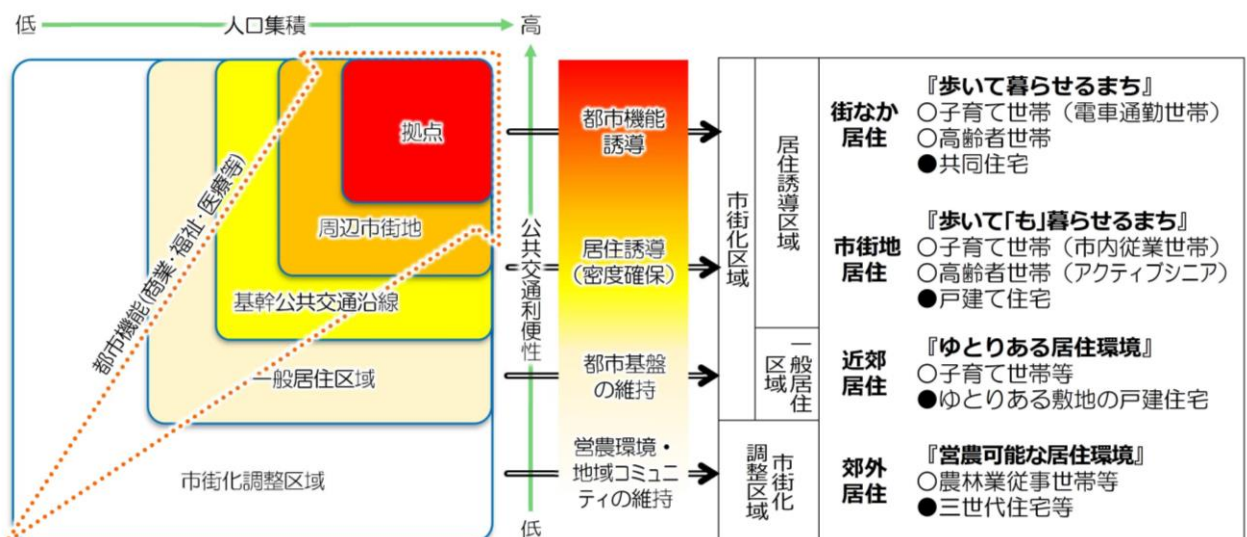 低 人口集積 高
拠点
周辺市街地
基幹公共交通沿線
一般居住区域
市街化調整区域
都市機能(商業・福祉・医療等)
公共交通利便性
低
都市機能
誘導
居住誘導
(密度確保)
都市基盤
の維持
営農環境・
地域コミュニ
ティの維持
市街化区域
居住誘導区域
一般居住
区域
市街化
調整区域
街なか
居住
『歩いて暮らせるまち』
○子育て世帯（電車通勤世帯）
○高齢者世帯
●共同住宅
市街地
居住
『歩いて｢も｣暮らせるまち』
○子育て世帯（市内従業世帯）
○高齢者世帯（アクティブシニア）
●戸建て住宅
近郊
居住
『ゆとりある居住環境』
○子育て世帯等
●ゆとりある敷地の戸建住宅
郊外
居住
『営農可能な居住環境』
○農林業従事世帯等
●三世代住宅等